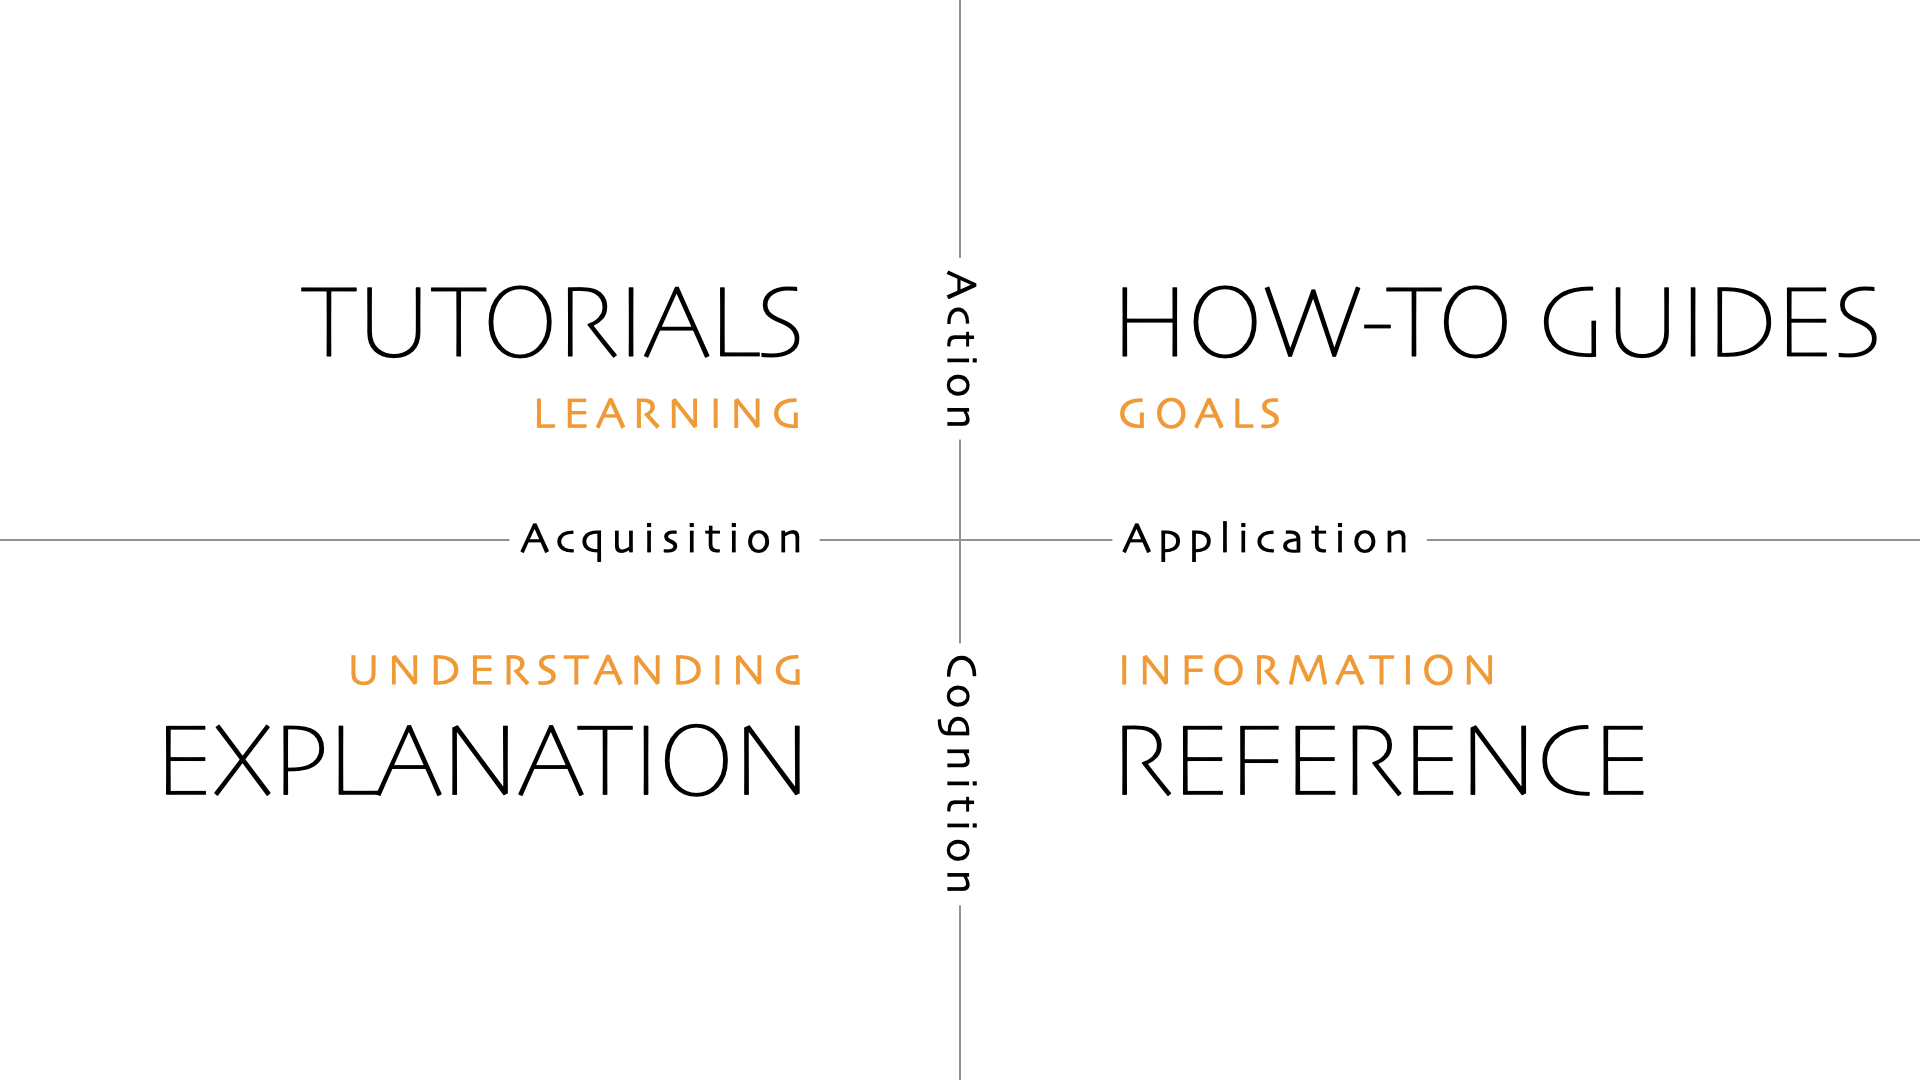 Action
TUTORIALS
HOW-TO GUIDES
LEARNING
GOALS
Acquisition
Application
UNDERSTANDING
INFORMATION
EXPLANATION
REFERENCE
Cognition